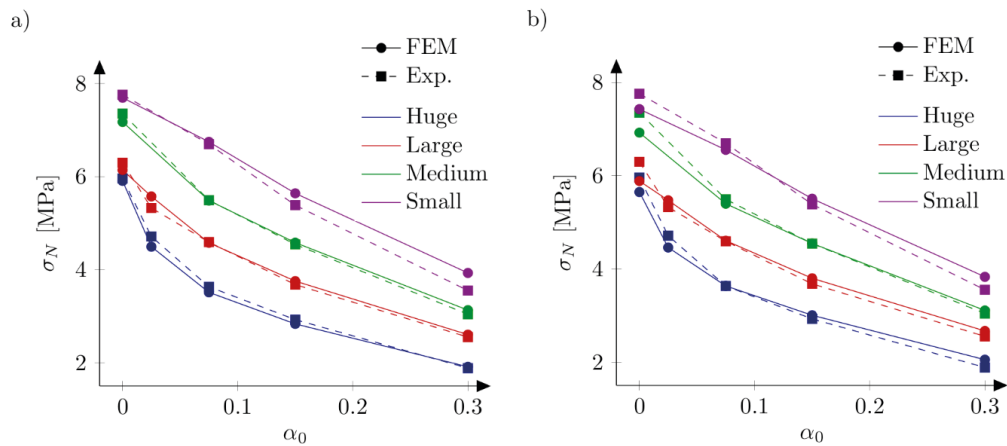 a)
FEM
Exp.
Huge
Large
Medium
Small
8
6
4
2
σ_N [MPa]
0
0.1
0.2
0.3
α_0
b)
FEM
Exp.
Huge
Large
Medium
Small
8
6
4
2
σ_N [MPa]
0
0.1
0.2
0.3
α_0